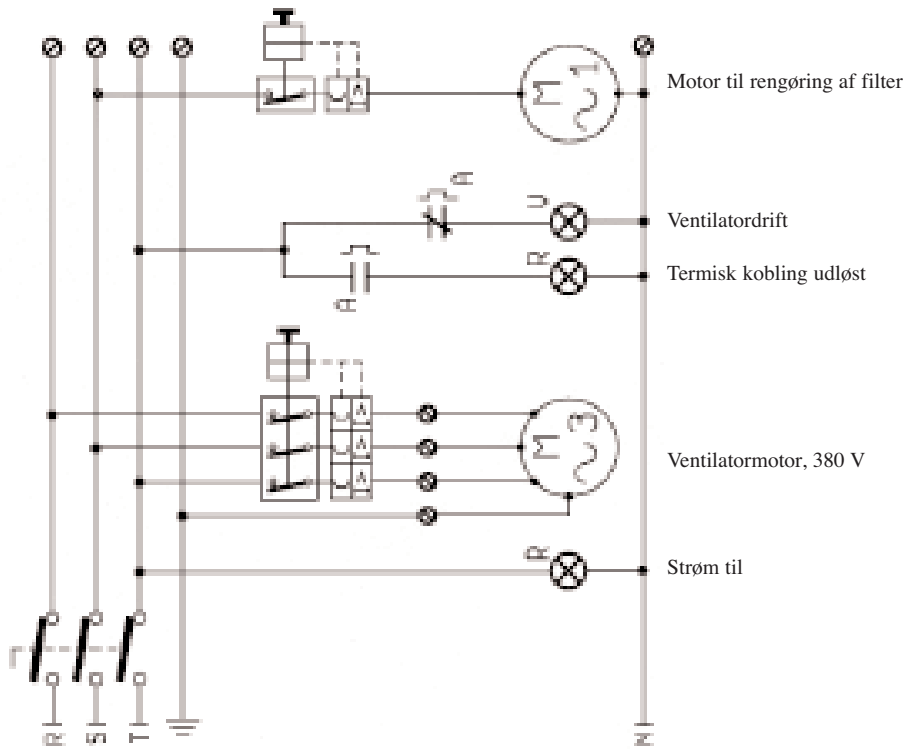 Motor til rengøring af filter
M 1
A
A
U
Ventilatordrift
R
Termisk kobling udløst
A
A
A
A
M 3
Ventilatormotor, 380 V
R
Strøm til
R
S
T
N